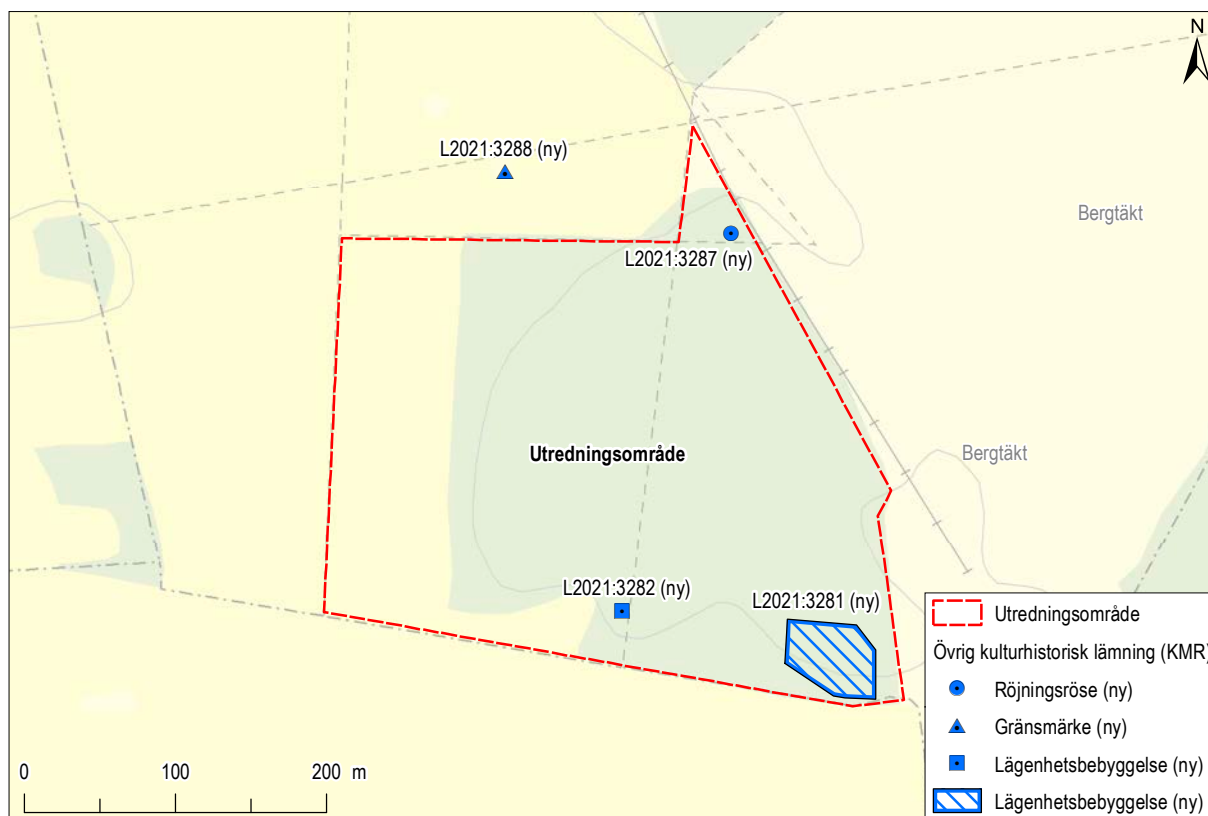 N
L2021:3288 (ny)
Bergtäkt
L2021:3287 (ny)
Bergtäkt
Utredningsområde
L2021:3282 (ny)
L2021:3281 (ny)
Utredningsområde
Övrig kulturhistorisk lämning (KMR)
Röjningsröse (ny)
Gränsmärke (ny)
Lägenhetsbebyggelse (ny)
Lägenhetsbebyggelse (ny)
0 100 200 m